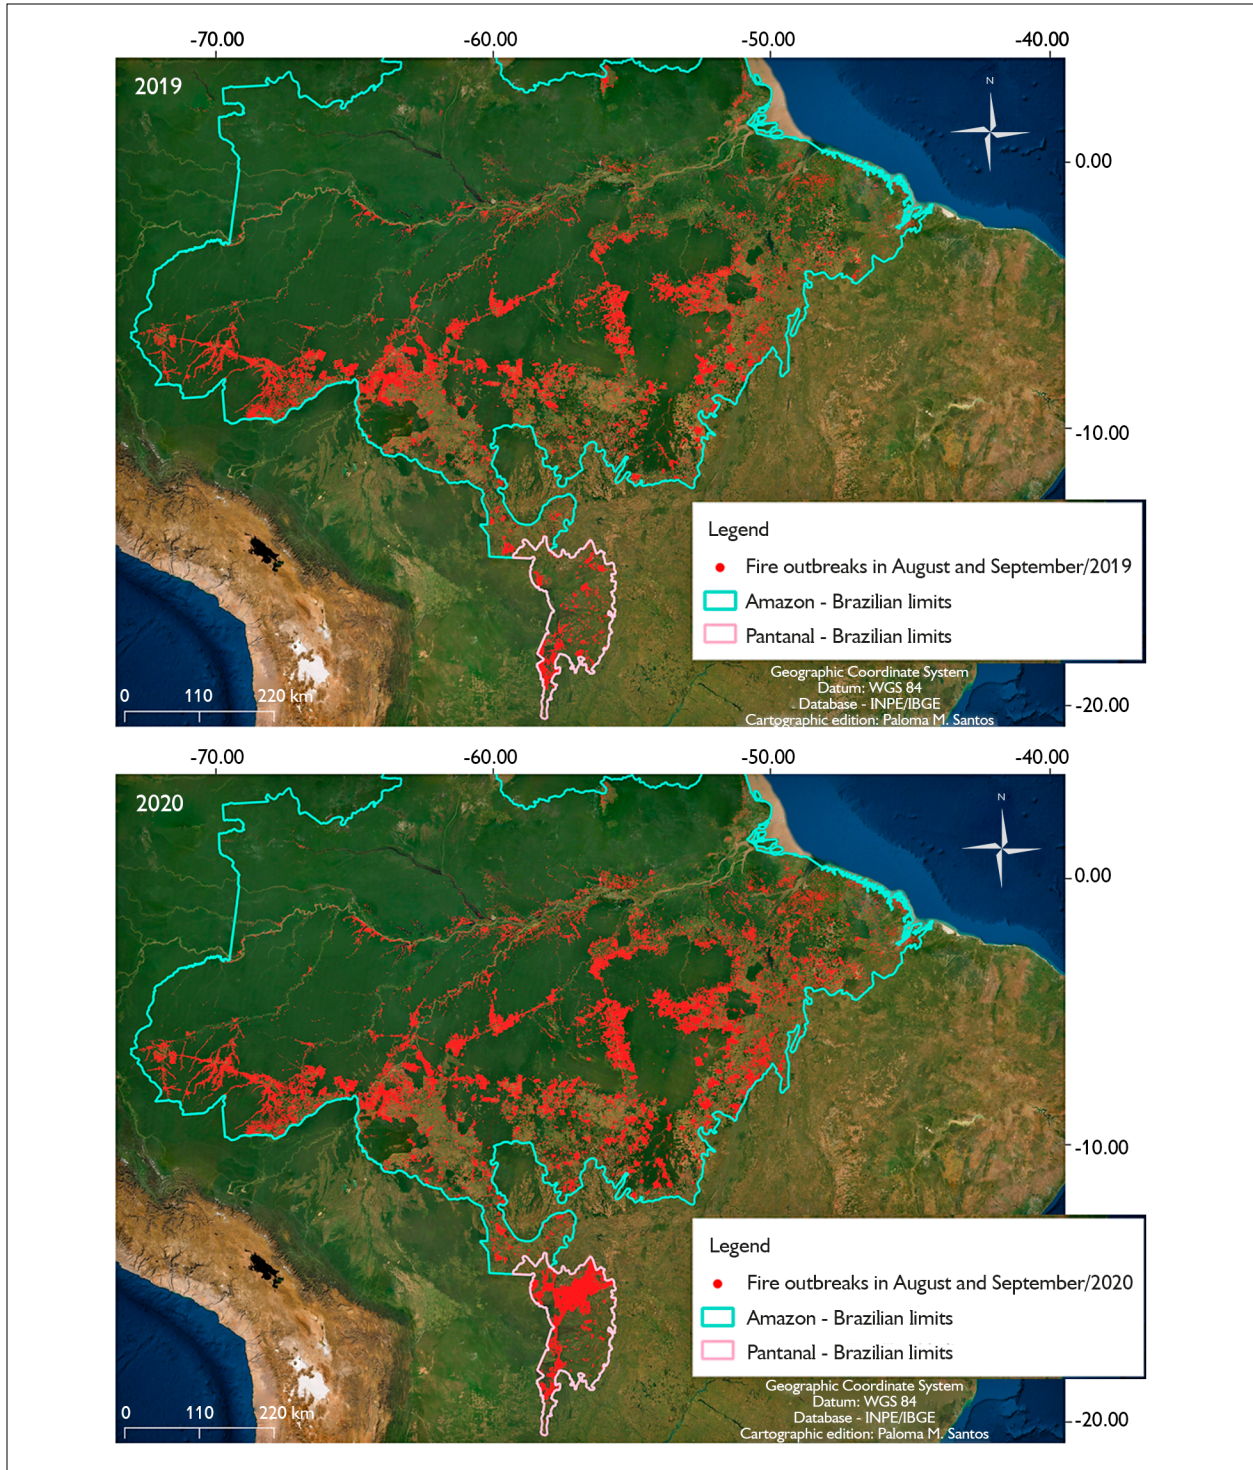 -70.00 -60.00 -50.00 -40.00
2019
N
0.00
-10.00
Legend
Fire outbreaks in August and September/2019
Amazon - Brazilian limits
Pantanal - Brazilian limits
Geographic Coordinate System
Datum: WGS 84
Database - INPE/IBGE
Cartographic edition: Paloma M. Santos
0 110 220 km
-20.00
-70.00 -60.00 -50.00 -40.00
2020
N
0.00
-10.00
Legend
Fire outbreaks in August and September/2020
Amazon - Brazilian limits
Pantanal - Brazilian limits
Geographic Coordinate System
Datum: WGS 84
Database - INPE/IBGE
Cartographic edition: Paloma M. Santos
0 110 220 km
-20.00